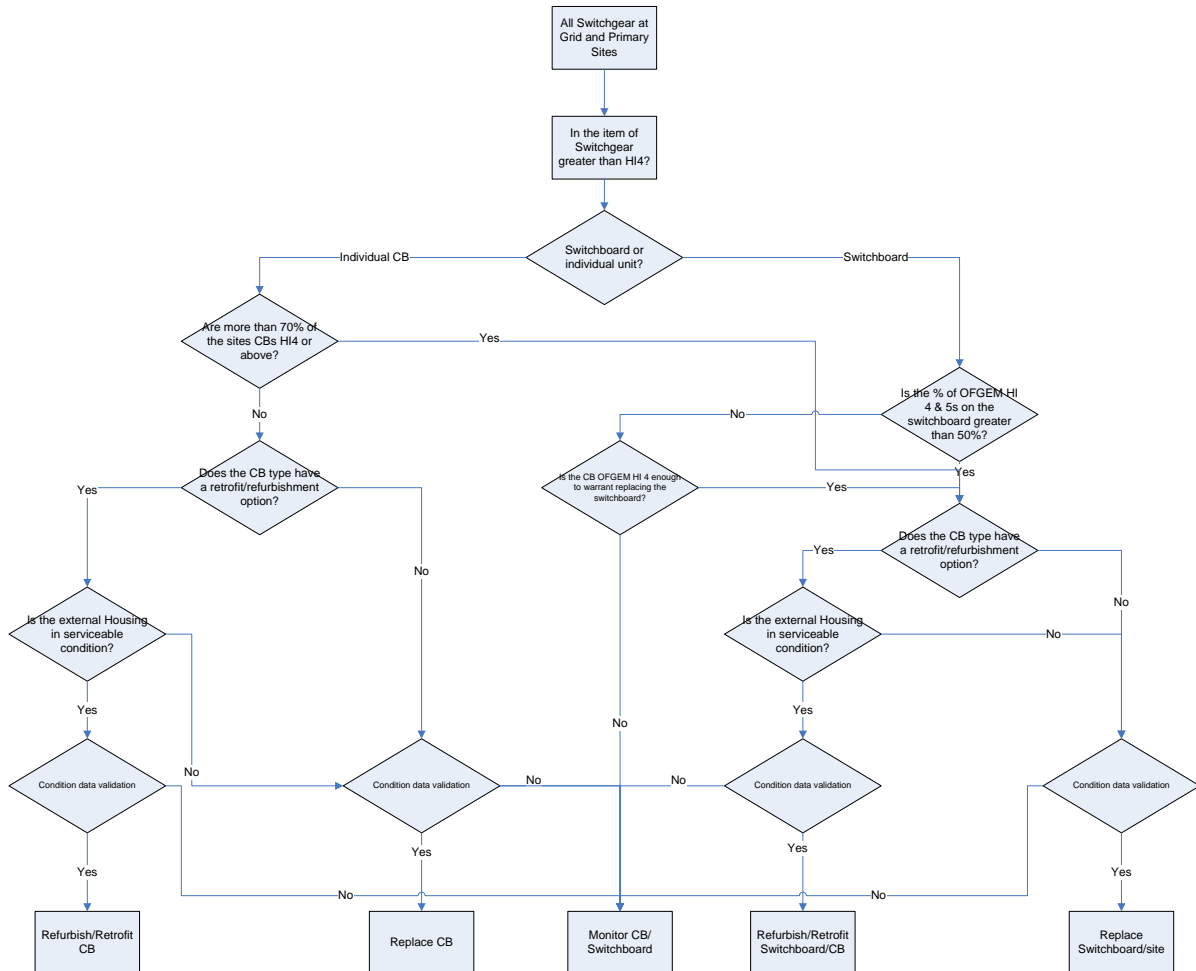 All Switchgear at
Grid and Primary
Sites
In the item of
Switchgear
greater than HI4?
Switchboard or
individual unit?
Individual CB
Switchboard
Are more than 70% of
the sites CBs HI4 or
above?
Yes
Is the % of OFGEM HI
4 & 5s on the
switchboard greater
than 50%?
No
No
Yes
Does the CB type have
a retrofit/refurbishment
option?
Yes
Is the CB OFGEM HI 4 enough
to warrant replacing the
switchboard?
Yes
Does the CB type have
a retrofit/refurbishment
option?
Yes
No
No
Is the external Housing
in serviceable
condition?
Is the external Housing
in serviceable
condition?
No
Yes
No
Yes
No
Condition data validation
Condition data validation
No
No
Condition data validation
Condition data validation
Yes
Yes
Yes
Yes
No
No
Refurbish/Retrofit
CB
Replace CB
Monitor CB/
Switchboard
Refurbish/Retrofit
Switchboard/CB
Replace
Switchboard/site